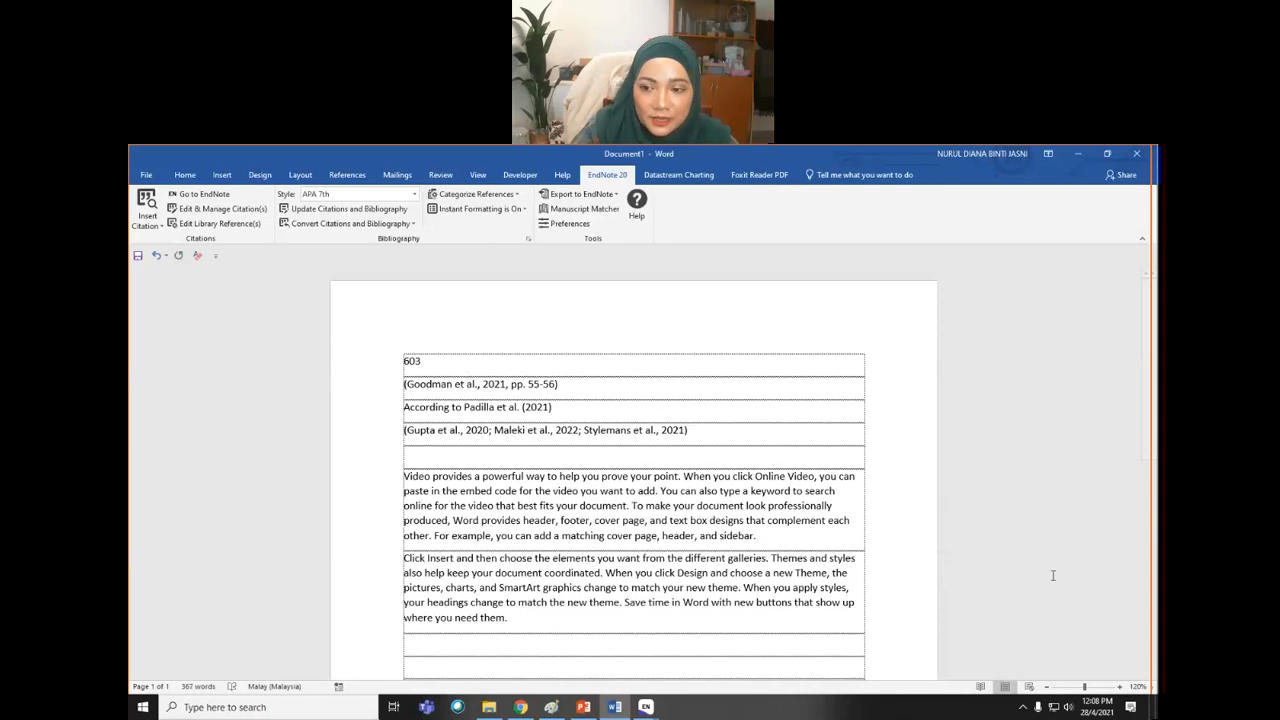 Document1 - Word
NURUL DIANA BINTI JASNI
File Home Insert Design Layout References Mailings Review View Developer Help EndNote 20 Datastream Charting Foxit Reader PDF Tell me what you want to do Share
Insert Citation
Go to EndNote
Edit & Manage Citation(s)
Edit Library Reference(s)
Citations
Style: APA 7th
Update Citations and Bibliography
Convert Citations and Bibliography
Categorize References
Instant Formatting is On
Bibliography
Export to EndNote
Manuscript Matcher
Preferences
Tools
Help
603
(Goodman et al., 2021, pp. 55-56)
According to Padilla et al. (2021)
(Gupta et al., 2020; Maleki et al., 2022; Stylemans et al., 2021)
Video provides a powerful way to help you prove your point. When you click Online Video, you can
paste in the embed code for the video you want to add. You can also type a keyword to search
online for the video that best fits your document. To make your document look professionally
produced, Word provides header, footer, cover page, and text box designs that complement each
other. For example, you can add a matching cover page, header, and sidebar.
Click Insert and then choose the elements you want from the different galleries. Themes and styles
also help keep your document coordinated. When you click Design and choose a new Theme, the
pictures, charts, and SmartArt graphics change to match your new theme. When you apply styles,
your headings change to match the new theme. Save time in Word with new buttons that show up
where you need them.
Page 1 of 1 367 words Malay (Malaysia) 120%
Type here to search
EN
12:08 PM
28/4/2021